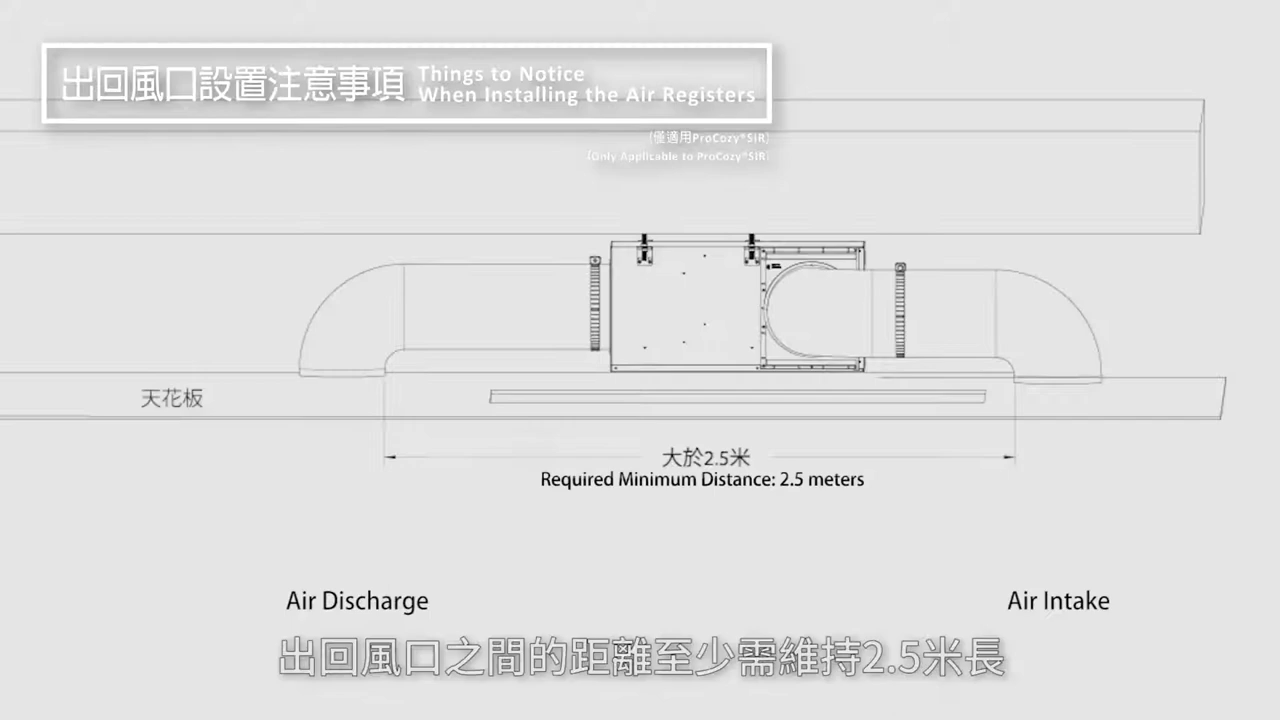 出回風口設置注意事項
Things to Notice
When Installing the Air Registers
(僅適用ProCozy®SIR)
(Only Applicable to ProCozy®SIR)
天花板
大於2.5米
Required Minimum Distance: 2.5 meters
Air Discharge
Air Intake
出回風口之間的距離至少需維持2.5米長